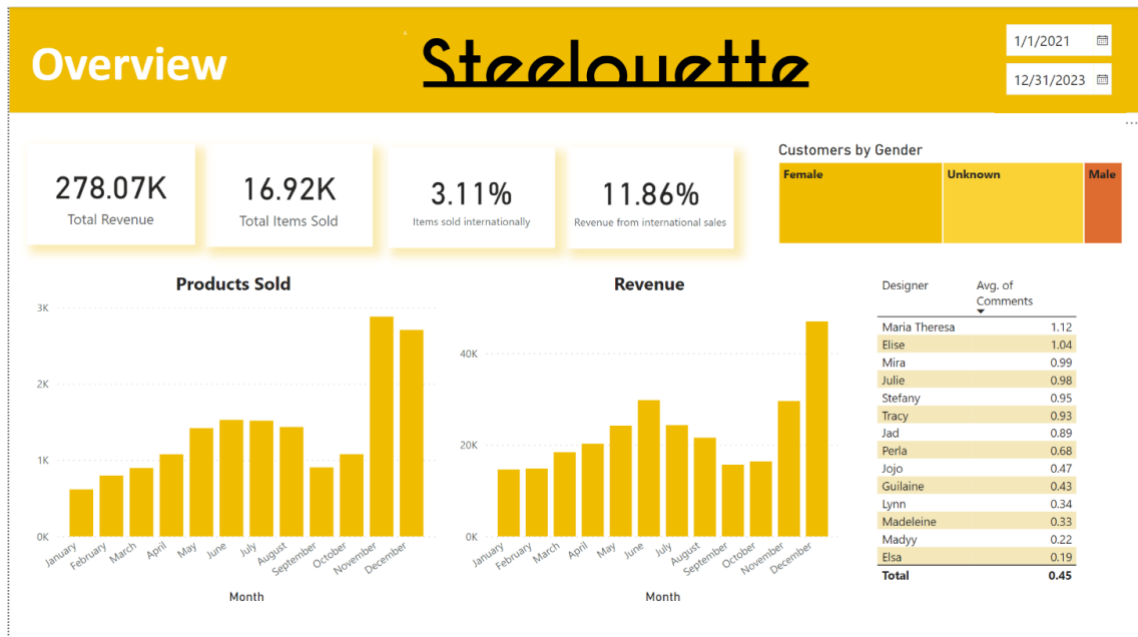 Overview
Steelouette
1/1/2021
12/31/2023
...
278.07K
Total Revenue
16.92K
Total Items Sold
3.11%
Items sold internationally
11.86%
Revenue from international sales
Customers by Gender
Female
Unknown
Male
Products Sold
3K
2K
1K
0K
January
February
March
April
May
June
July
August
September
October
November
December
Month
Revenue
40K
20K
0K
January
February
March
April
May
June
July
August
September
October
November
December
Month
Designer Avg. of
Comments
Maria Theresa 1.12
Elise 1.04
Mira 0.99
Julie 0.98
Stefany 0.95
Tracy 0.93
Jad 0.89
Perla 0.68
Jojo 0.47
Guilaine 0.43
Lynn 0.34
Madeleine 0.33
Madyy 0.22
Elsa 0.19
Total 0.45